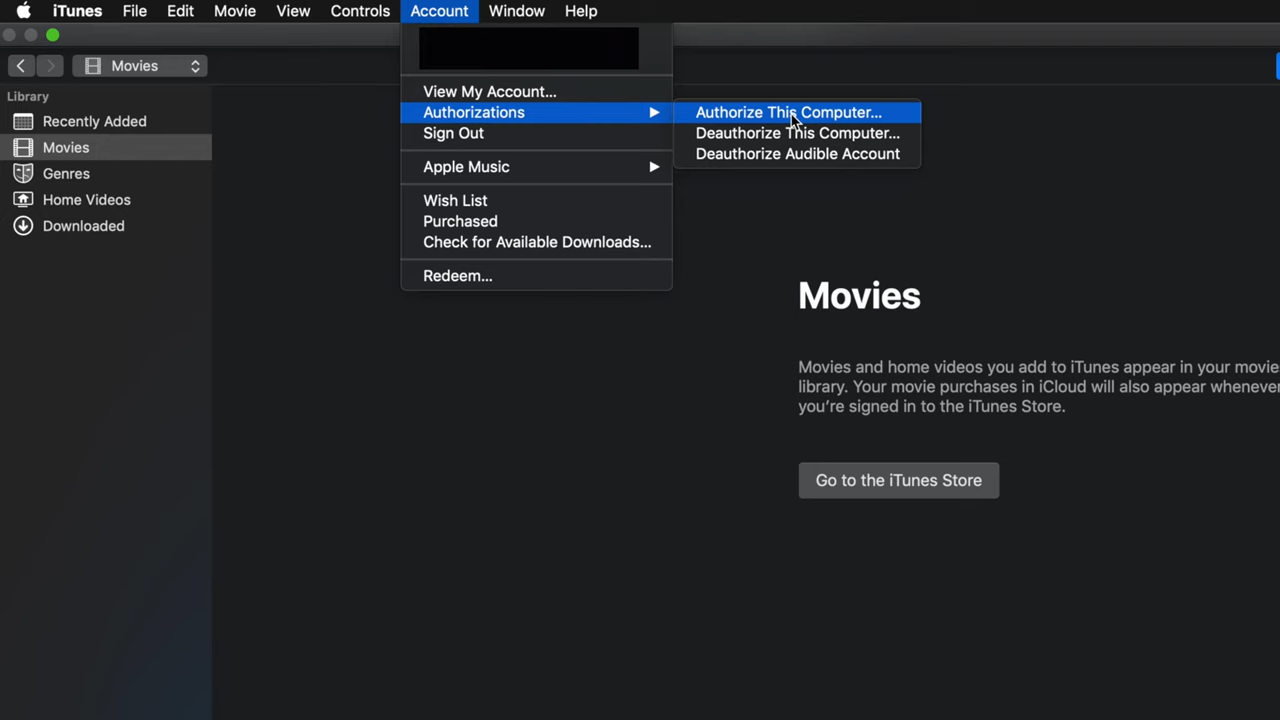 iTunes File Edit Movie View Controls Account Window Help
Movies
Library
Recently Added
Movies
Genres
Home Videos
Downloaded
View My Account...
Authorizations
Sign Out
Apple Music
Wish List
Purchased
Check for Available Downloads...
Redeem...
Authorize This Computer...
Deauthorize This Computer...
Deauthorize Audible Account
Movies
Movies and home videos you add to iTunes appear in your movie
library. Your movie purchases in iCloud will also appear whenever
you're signed in to the iTunes Store.
Go to the iTunes Store